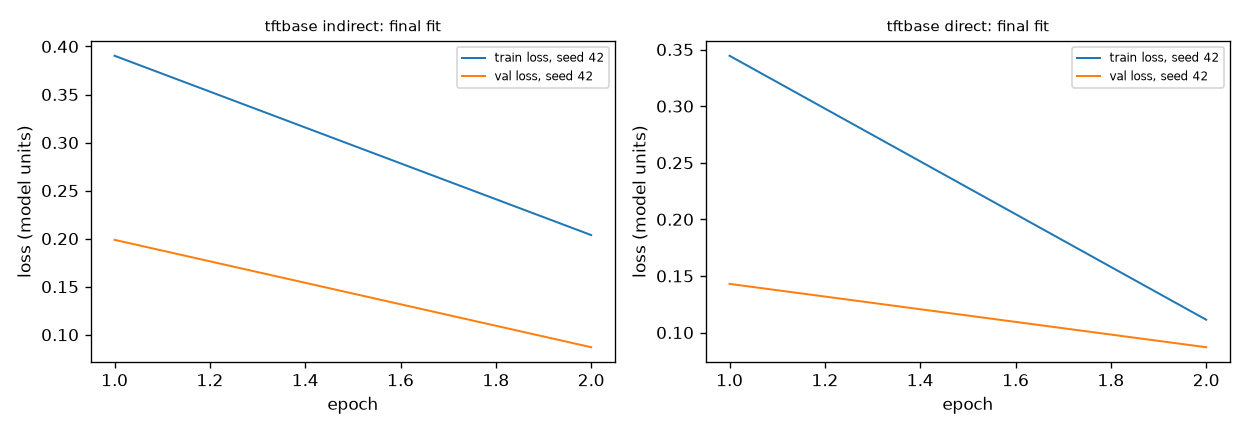 tftbase indirect: final fit
train loss, seed 42
val loss, seed 42
loss (model units)
0.40
0.35
0.30
0.25
0.20
0.15
0.10
1.0 1.2 1.4 1.6 1.8 2.0
epoch
tftbase direct: final fit
train loss, seed 42
val loss, seed 42
loss (model units)
0.35
0.30
0.25
0.20
0.15
0.10
1.0 1.2 1.4 1.6 1.8 2.0
epoch